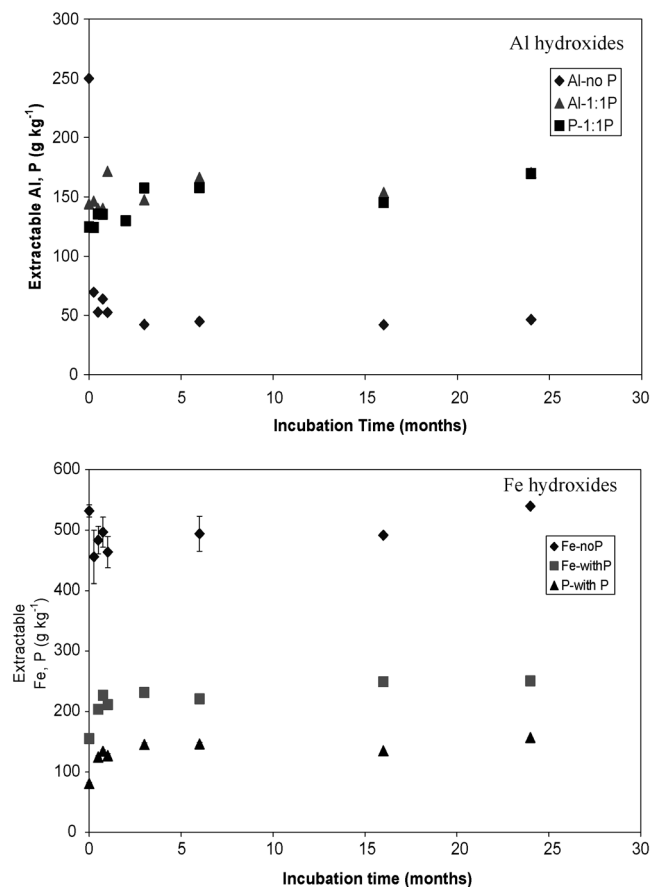 Al hydroxides
300
250
200
150
100
50
0
Extractable Al, P (g kg-1)
Al-no P
Al-1:1P
P-1:1P
0 5 10 15 20 25 30
Incubation Time (months)
Fe hydroxides
600
500
400
300
200
100
0
Extractable
Fe, P (g kg-1)
Fe-noP
Fe-withP
P-with P
0 5 10 15 20 25 30
Incubation time (months)